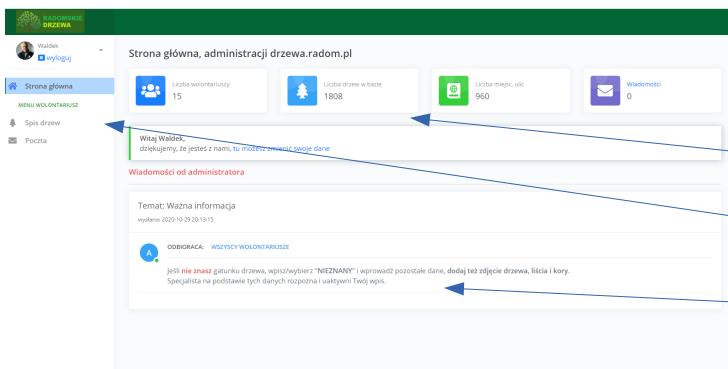 RADOMSKIE
DRZEWA
Waldek
wyloguj
Strona główna
MENU WOLONTARIUSZ
Spis drzew
Poczta
Strona główna, administracji drzewa.radom.pl
Liczba wolontariuszy
15
Liczba drzew w bazie
1808
Liczba miejsc, ulic
960
Wiadomości
0
Witaj Waldek,
dziękujemy, że jesteś z nami, tu możesz zmienić swoje dane
Wiadomości od administratora
Temat: Ważna informacja
wysłano: 2020-10-29 20:13:15
A
ODBIORACA: WSZYSCY WOLONTARIUSZE
Jeśli nie znasz gatunku drzewa, wpisz/wybierz "NIEZNANY" i wprowadź pozostałe dane, dodaj też zdjęcie drzewa, liścia i kory.
Specjalista na podstawie tych danych rozpozna i uaktywni Twój wpis.